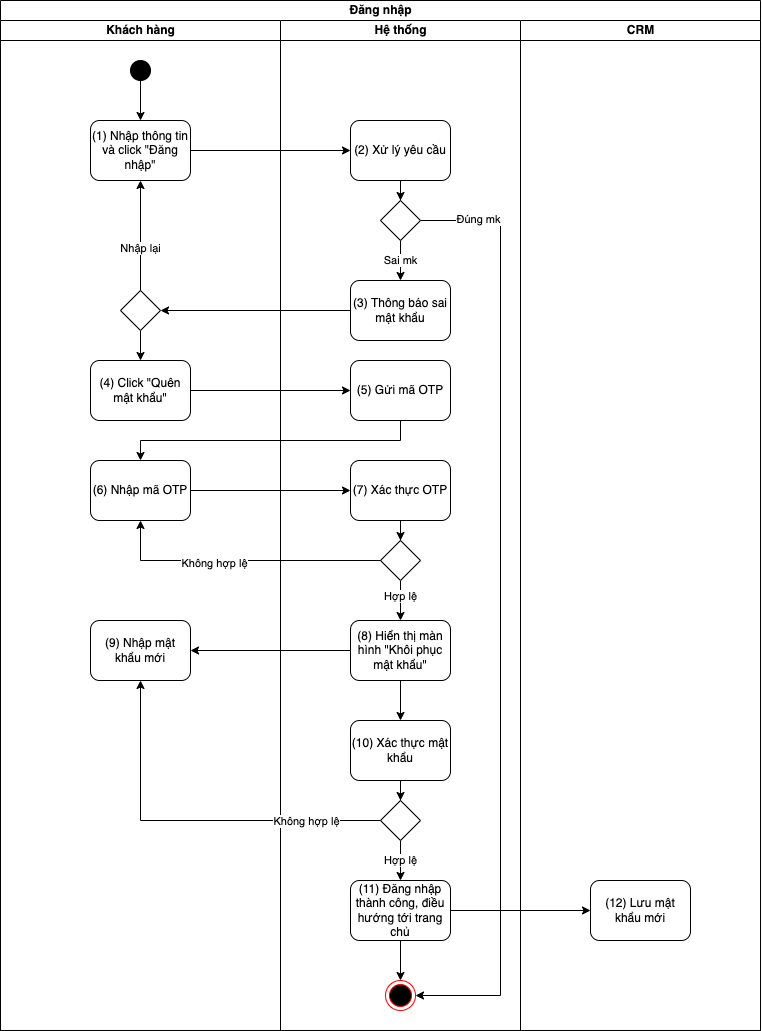 Đăng nhập
Khách hàng
Hệ thống
CRM
(1) Nhập thông tin
và click "Đăng
nhập"
(2) Xử lý yêu cầu
Đúng mk
Nhập lại
Sai mk
(3) Thông báo sai
mật khẩu
(4) Click "Quên
mật khẩu"
(5) Gửi mã OTP
(6) Nhập mã OTP
(7) Xác thực OTP
Không hợp lệ
Hợp lệ
(9) Nhập mật
khẩu mới
(8) Hiển thị màn
hình "Khôi phục
mật khẩu"
(10) Xác thực mật
khẩu
Không hợp lệ
Hợp lệ
(11) Đăng nhập
thành công, điều
hướng tới trang
chủ
(12) Lưu mật
khẩu mới